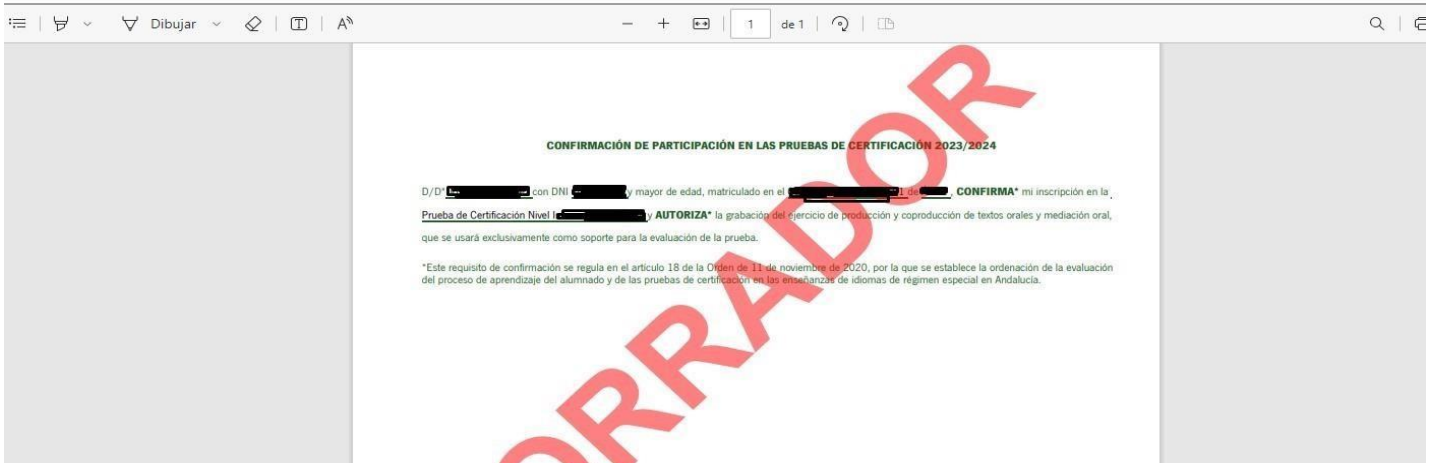 Dibujar
1 de 1
CONFIRMACIÓN DE PARTICIPACIÓN EN LAS PRUEBAS DE CERTIFICACIÓN 2023/2024
D/Dª con DNI y mayor de edad, matriculado en el 1 de , CONFIRMA* mi inscripción en la
Prueba de Certificación Nivel y AUTORIZA* la grabación del ejercicio de producción y coproducción de textos orales y mediación oral,
que se usará exclusivamente como soporte para la evaluación de la prueba.
*Este requisito de confirmación se regula en el artículo 18 de la Orden de 11 de noviembre de 2020, por la que se establece la ordenación de la evaluación
del proceso de aprendizaje del alumnado y de las pruebas de certificación en las enseñanzas de idiomas de régimen especial en Andalucía.
ORRADOR